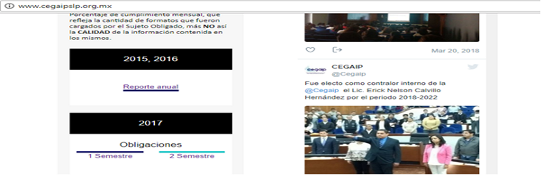 www.cegaipslp.org.mx
Porcentaje de cumplimiento mensual, que
refleja la cantidad de formatos que fueron
cargados por el Sujeto Obligado, más NO así
la CALIDAD de la información contenida en
los mismos.
2015, 2016
Reporte anual
2017
Obligaciones
1 Semestre 2 Semestre
Mar 20, 2018
CEGAIP
@Cegaip
Fue electo como contralor interno de la
@Cegaip el Lic. Erick Nelson Calvillo
Hernández por el periodo 2018-2022